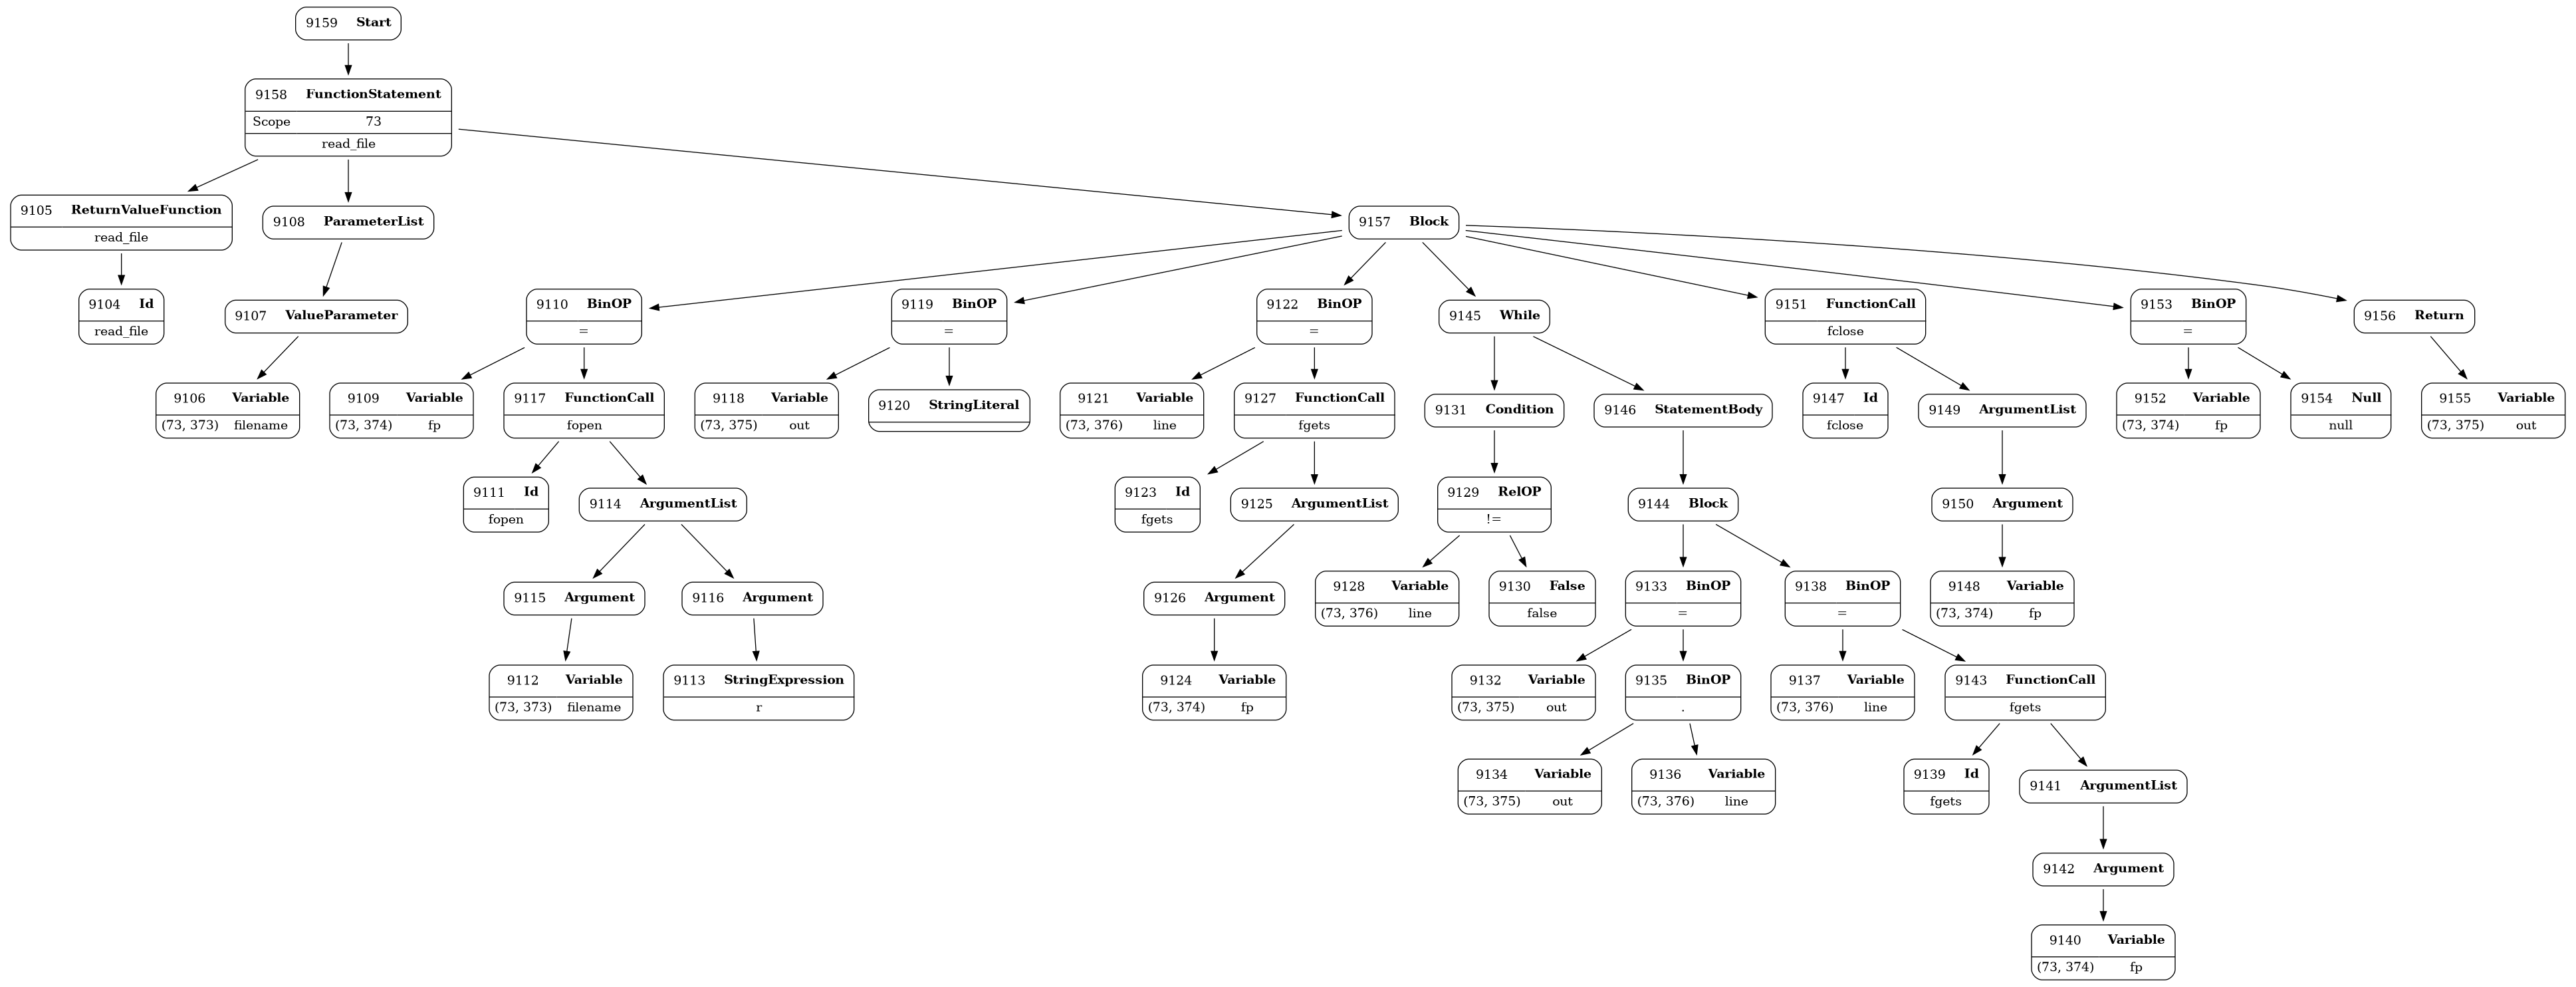 9159 Start
9158 FunctionStatement
Scope 73
read_file
9105 ReturnValueFunction
read_file
9108 ParameterList
9157 Block
9104 Id
read_file
9107 ValueParameter
9110 BinOP
=
9119 BinOP
=
9122 BinOP
=
9145 While
9151 FunctionCall
fclose
9153 BinOP
=
9156 Return
9106 Variable
(73, 373) filename
9109 Variable
(73, 374) fp
9117 FunctionCall
fopen
9118 Variable
(73, 375) out
9120 StringLiteral
9121 Variable
(73, 376) line
9127 FunctionCall
fgets
9131 Condition
9146 StatementBody
9147 Id
fclose
9149 ArgumentList
9152 Variable
(73, 374) fp
9154 Null
null
9155 Variable
(73, 375) out
9111 Id
fopen
9114 ArgumentList
9123 Id
fgets
9125 ArgumentList
9129 RelOP
!=
9144 Block
9150 Argument
9115 Argument
9116 Argument
9126 Argument
9128 Variable
(73, 376) line
9130 False
false
9133 BinOP
=
9138 BinOP
=
9148 Variable
(73, 374) fp
9112 Variable
(73, 373) filename
9113 StringExpression
r
9124 Variable
(73, 374) fp
9132 Variable
(73, 375) out
9135 BinOP
.
9137 Variable
(73, 376) line
9143 FunctionCall
fgets
9134 Variable
(73, 375) out
9136 Variable
(73, 376) line
9139 Id
fgets
9141 ArgumentList
9142 Argument
9140 Variable
(73, 374) fp